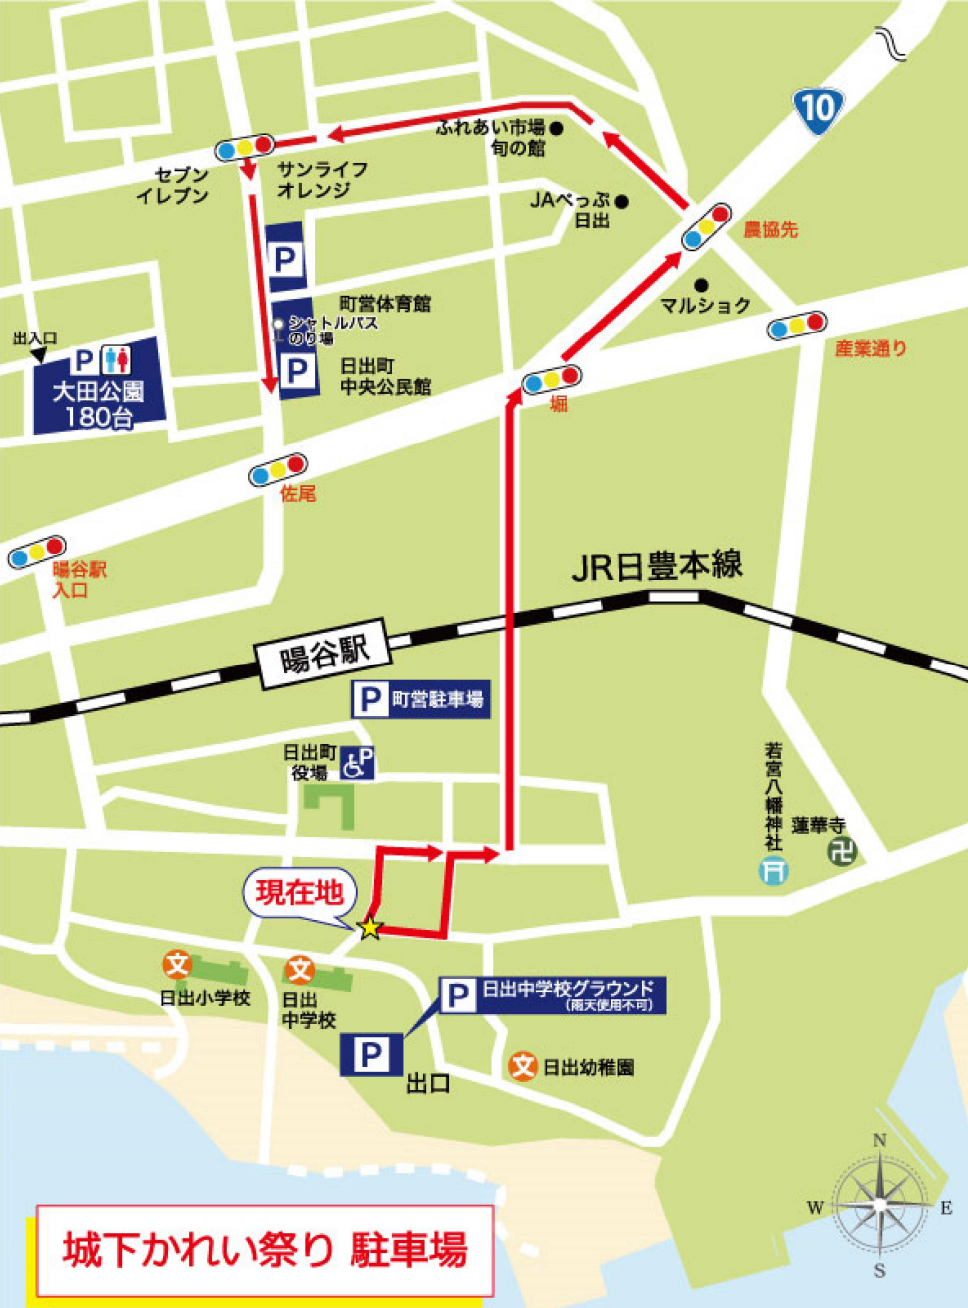 10
ふれあい市場
旬の館
セブン
イレブン
サンライフ
オレンジ
JAべっぷ
日出
農協先
P
マルショク
町営体育館
シャトルバス
のり場
産業通り
出入口
P
大田公園
180台
P
日出町
中央公民館
堀
佐尾
暘谷駅
入口
JR日豊本線
暘谷駅
P 町営駐車場
日出町
役場
P
若宮八幡神社
蓮華寺
卍
現在地
文
日出小学校
文
日出
中学校
P 日出中学校グラウンド
(雨天使用不可)
P
出口
文 日出幼稚園
N
W
E
S
城下かれい祭り 駐車場